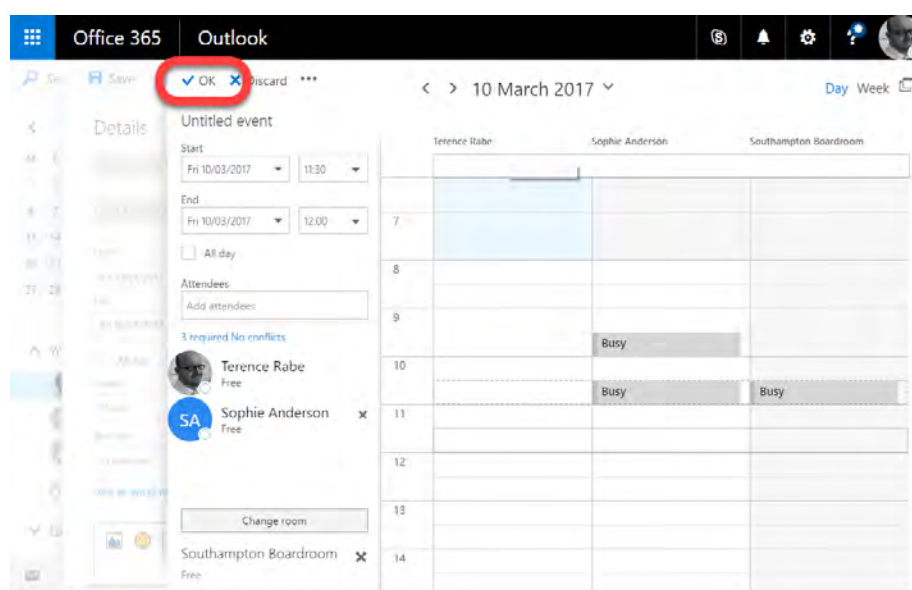 Office 365 Outlook
Save OK Discard ***
10 March 2017
Day Week
Details
Untitled event
Terence Rabe Sophie Anderson Southampton Boardroom
Start
Fri 10/03/2017 11:30
End
Fri 10/03/2017 12:00
7
All day
8
Attendees
Add attendees
9
3 required No conflicts
Busy
Terence Rabe
10
Free
Busy Busy
SA Sophie Anderson
11
Free
12
13
Change room
Southampton Boardroom
14
Free